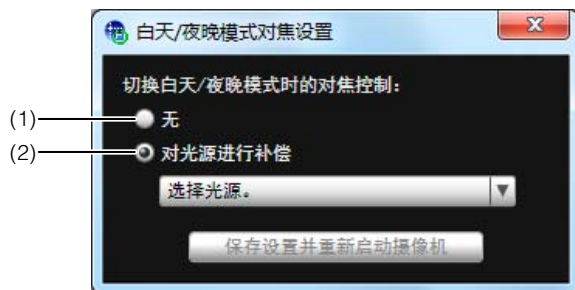 白天/夜晚模式对焦设置
切换白天/夜晚模式时的对焦控制：
(1) 无
(2) 对光源进行补偿
选择光源。
保存设置并重新启动摄像机